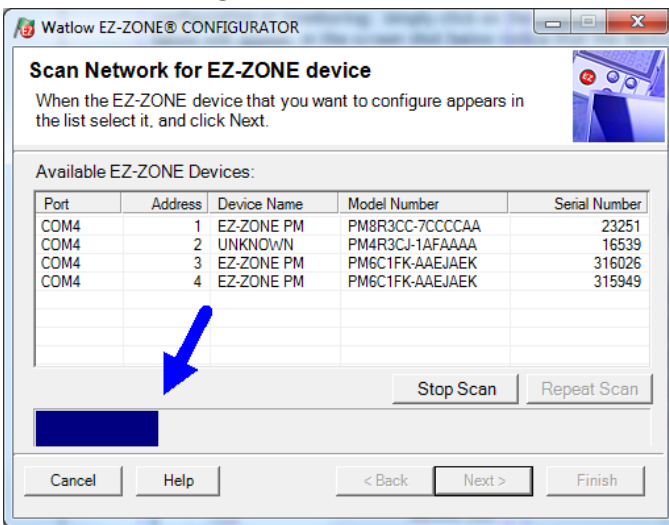 Watlow EZ-ZONE® CONFIGURATOR
Scan Network for EZ-ZONE device
When the EZ-ZONE device that you want to configure appears in
the list select it, and click Next.
Available EZ-ZONE Devices:
Port Address Device Name Model Number Serial Number
COM4 1 EZ-ZONE PM PM8R3CC-7CCCCAA 23251
COM4 2 UNKNOWN PM4R3CJ-1AFAAAA 16539
COM4 3 EZ-ZONE PM PM6C1FK-AAEJAEK 316026
COM4 4 EZ-ZONE PM PM6C1FK-AAEJAEK 315949
Stop Scan Repeat Scan
Cancel Help < Back Next > Finish